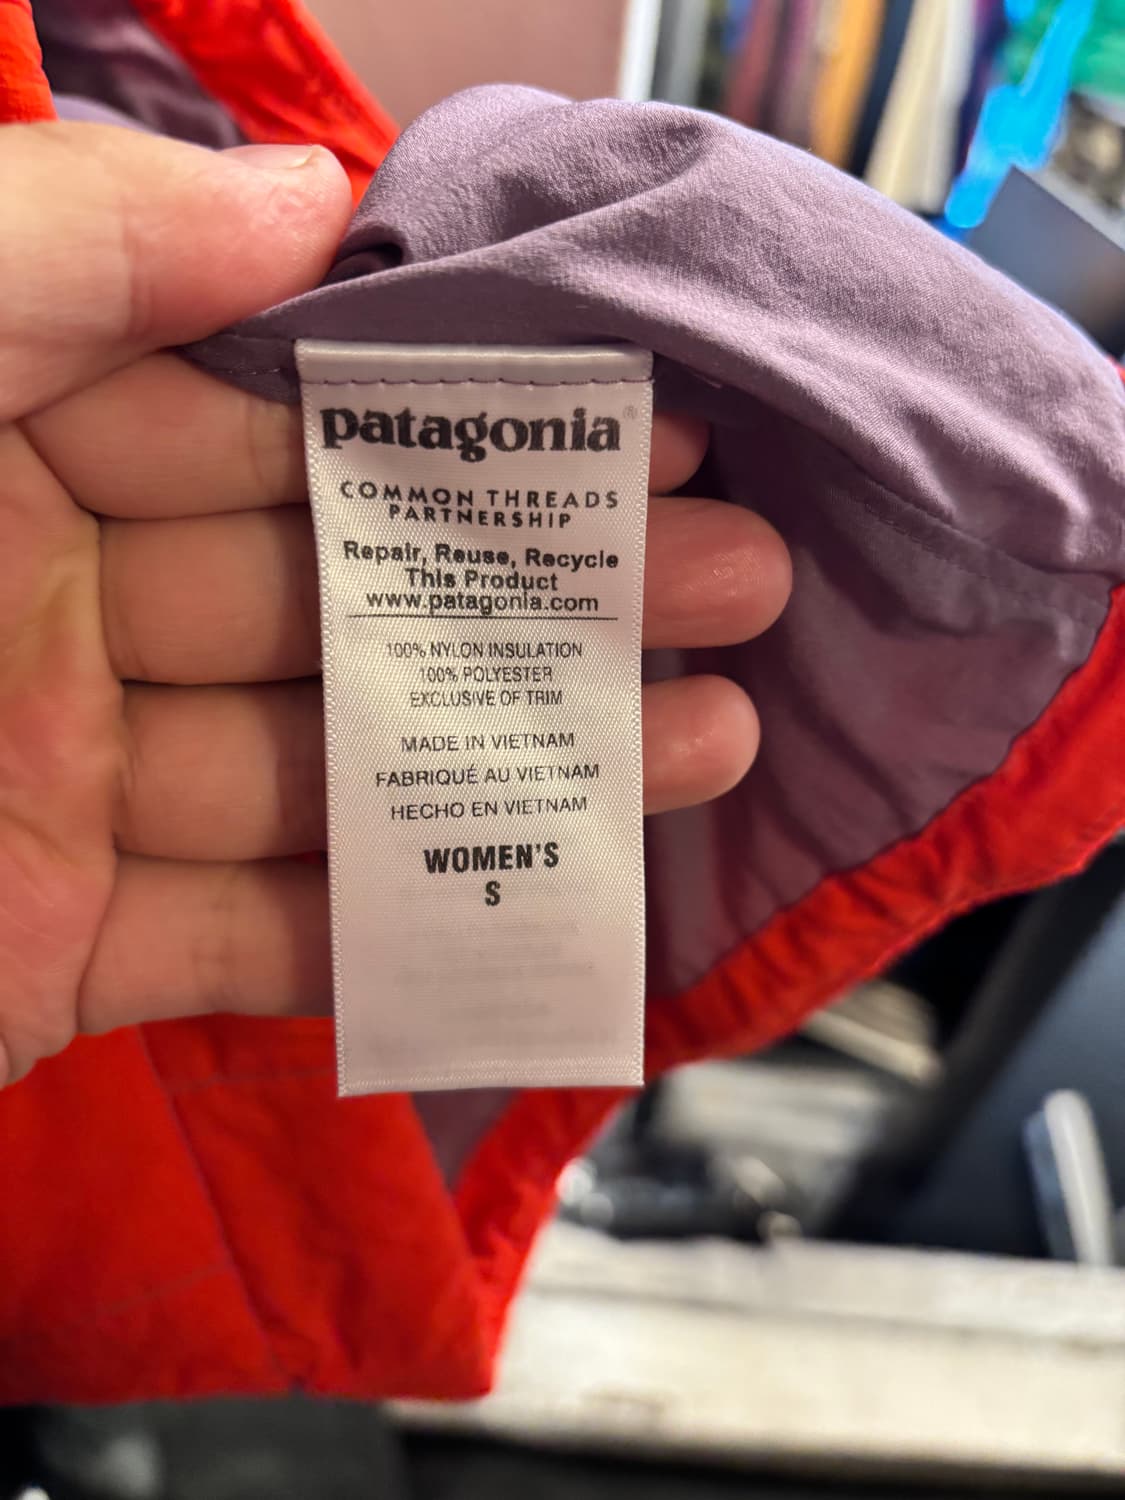 patagonia®
COMMON THREADS
PARTNERSHIP
Repair, Reuse, Recycle
This Product
www.patagonia.com
100% NYLON INSULATION
100% POLYESTER
EXCLUSIVE OF TRIM
MADE IN VIETNAM
FABRIQUÉ AU VIETNAM
HECHO EN VIETNAM
WOMEN'S
S